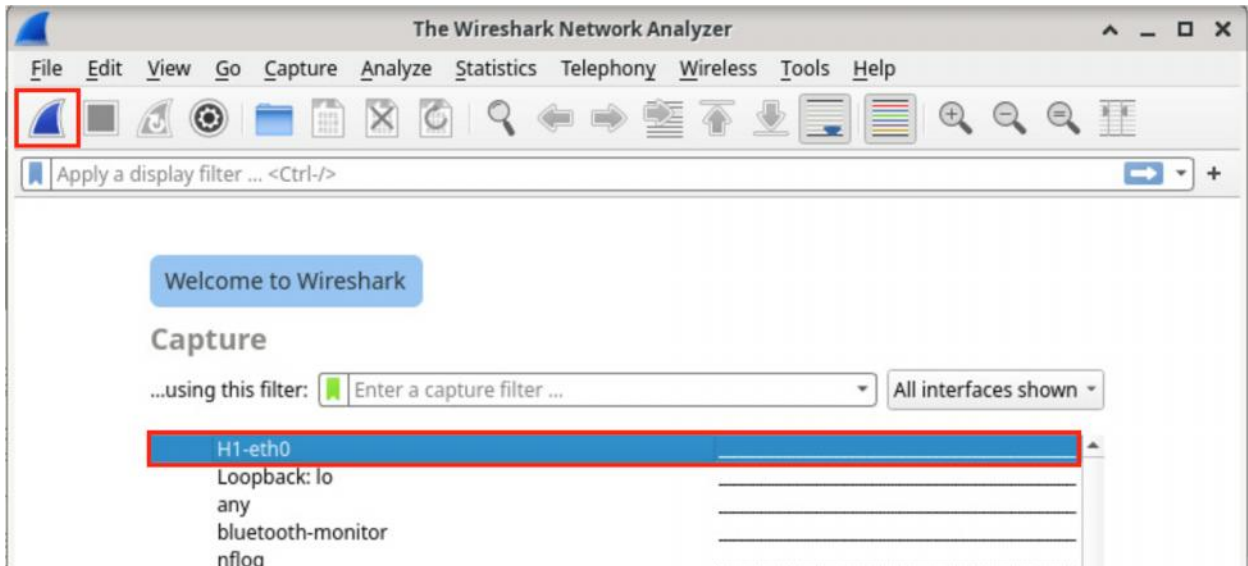 The Wireshark Network Analyzer
File Edit View Go Capture Analyze Statistics Telephony Wireless Tools Help
Apply a display filter ... <Ctrl-/>
Welcome to Wireshark
Capture
...using this filter: Enter a capture filter ... All interfaces shown
H1-eth0
Loopback: lo
any
bluetooth-monitor
nflog